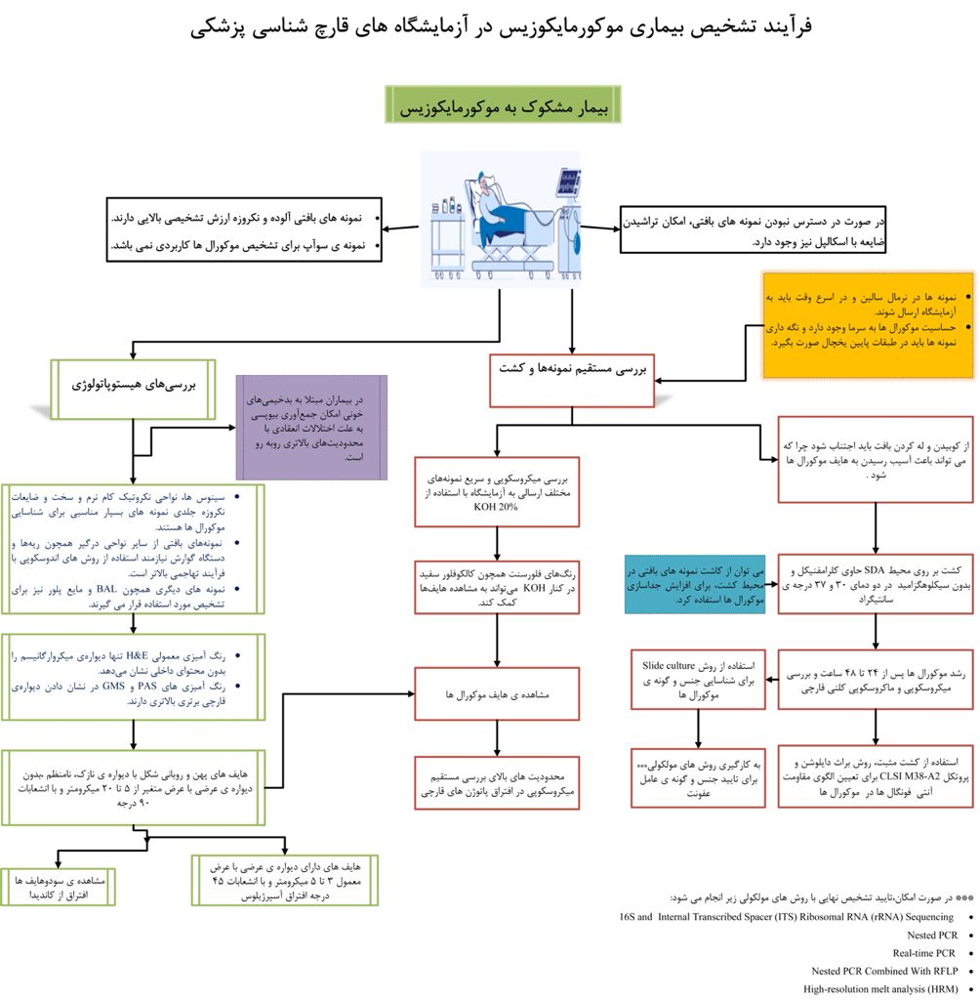 فرآیند تشخیص بیماری موکورمایکوزیس در آزمایشگاه های قارچ شناسی پزشکی
بیمار مشکوک به موکورمایکوزیس
در صورت در دسترس نبودن نمونه های بافتی، امکان تراشیدن
ضایعه با اسکالپل نیز وجود دارد.
• نمونه های بافتی آلوده و نکروزه ارزش تشخیصی بالایی دارند.
• نمونه ی سوآپ برای تشخیص موکورال ها کاربردی نمی باشد.
• نمونه ها در نرمال سالین و در اسرع وقت باید به
آزمایشگاه ارسال شوند.
• حساسیت موکورال ها به سرما وجود دارد و نگه داری
نمونه ها باید در طبقات پایین یخچال صورت بگیرد.
بررسی مستقیم نمونه‌ها و کشت
از کوبیدن و له کردن بافت باید اجتناب شود چرا که
می تواند باعث آسیب رسیدن به هایف موکورال ها
شود .
کشت بر روی محیط SDA حاوی کلرامفنیکل و
بدون سیکلوهگزامید در دو دمای ۳۰ و ۳۷ درجه ی
سانتیگراد
می توان از کاشت نمونه های بافتی در
محیط کشت، برای افزایش جداسازی
موکورال ها استفاده کرد.
رشد موکورال ها پس از ۲۴ تا ۴۸ ساعت و بررسی
میکروسکوپی و ماکروسکوپی کلنی قارچی
استفاده از کشت مثبت، روش براث دایلوشن و
پروتکل CLSI M38-A2 برای تعیین الگوی مقاومت
آنتی فونگال ها در موکورال ها
استفاده از روش Slide culture
برای شناسایی جنس و گونه ی
موکورال ها
به کارگیری روش های مولکولی***
برای تایید جنس و گونه ی عامل
عفونت
بررسی میکروسکوپی و سریع نمونه‌های
مختلف ارسالی به آزمایشگاه با استفاده از
KOH 20%
رنگ‌های فلورسنت همچون کالکوفلور سفید
در کنار KOH می‌تواند به مشاهده هایف‌ها
کمک کند.
مشاهده ی هایف موکورال ها
محدودیت های بالای بررسی مستقیم
میکروسکوپی در افتراق پاتوژن های قارچی
بررسی‌های هیستوپاتولوژی
در بیماران مبتلا به بدخیمی‌های
خونی امکان جمع‌آوری بیوپسی
به علت اختلالات انعقادی با
محدودیت‌های بالاتری روبه رو
است.
• سینوس ها، نواحی نکروتیک کام نرم و سخت و ضایعات
نکروزه جلدی نمونه های بسیار مناسبی برای شناسایی
موکورال ها هستند.
• نمونه‌های بافتی از سایر نواحی درگیر همچون ریه‌ها و
دستگاه گوارش نیازمند استفاده از روش های اندوسکوپی با
فرآیند تهاجمی بالاتر است.
• نمونه های دیگری همچون BAL و مایع پلور نیز برای
تشخیص مورد استفاده قرار می گیرند.
• رنگ آمیزی معمولی H&E تنها دیواره‌ی میکروارگانیسم را
بدون محتوای داخلی نشان می‌دهد.
• رنگ آمیزی های PAS و GMS در نشان دادن دیواره‌ی
قارچی برتری بالاتری دارند.
هایف های پهن و روبانی شکل با دیواره ی نازک، نامنظم ,بدون
دیواره ی عرضی با عرض متغیر از ۵ تا ۲۰ میکرومتر و با انشعابات
۹۰ درجه
هایف های دارای دیواره ی عرضی با عرض
معمول ۳ تا ۵ میکرومتر و با انشعابات ۴۵
درجه افتراق آسپرژیلوس
مشاهده ی سودوهایف ها
افتراق از کاندیدا
*** در صورت امکان،تایید تشخیص نهایی با روش های مولکولی زیر انجام می شود:
• 16S and Internal Transcribed Spacer (ITS) Ribosomal RNA (rRNA) Sequencing
• Nested PCR
• Real-time PCR
• Nested PCR Combined With RFLP
• High-resolution melt analysis (HRM)